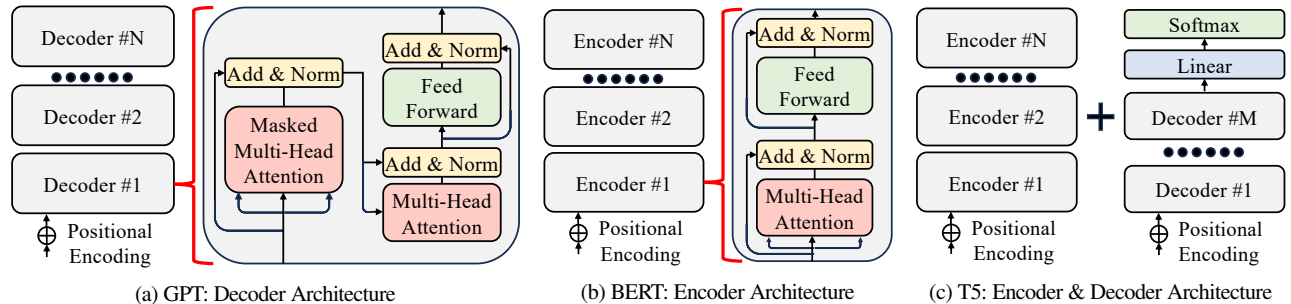 Decoder #N
Decoder #2
Decoder #1
Positional
Encoding
Add & Norm
Masked
Multi-Head
Attention
Add & Norm
Feed
Forward
Add & Norm
Multi-Head
Attention
(a) GPT: Decoder Architecture
Encoder #N
Encoder #2
Encoder #1
Positional
Encoding
Add & Norm
Feed
Forward
Add & Norm
Multi-Head
Attention
(b) BERT: Encoder Architecture
Encoder #N
Encoder #2
Encoder #1
Positional
Encoding
+
Softmax
Linear
Decoder #M
Decoder #1
Positional
Encoding
(c) T5: Encoder & Decoder Architecture